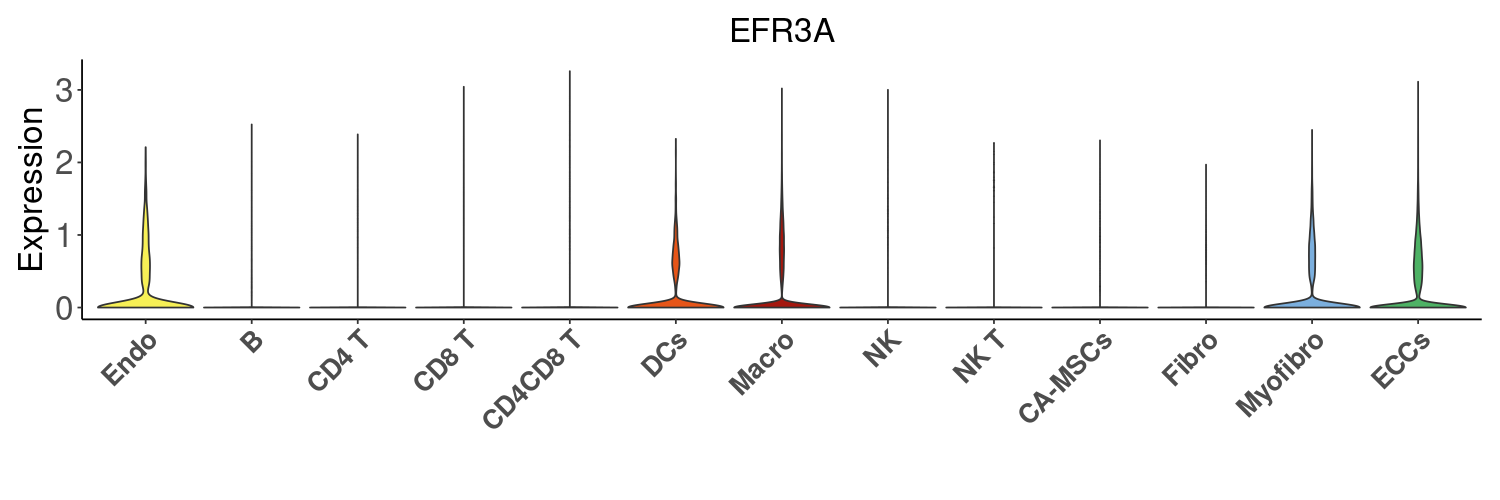 EFR3A
Expression
3
2
1
0
Endo
B
CD4 T
CD8 T
CD4CD8 T
DCs
Macro
NK
NK T
CA-MSCs
Fibro
Myofibro
ECCs